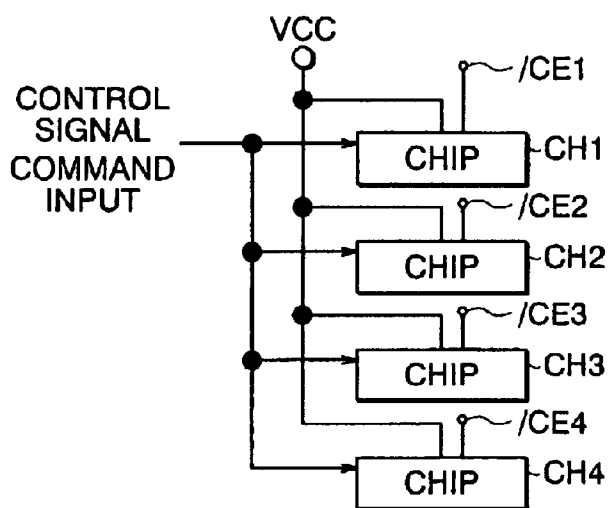 VCC
/CE1
CONTROL
SIGNAL
COMMAND
INPUT
CHIP
CH1
/CE2
CHIP
CH2
/CE3
CHIP
CH3
/CE4
CHIP
CH4